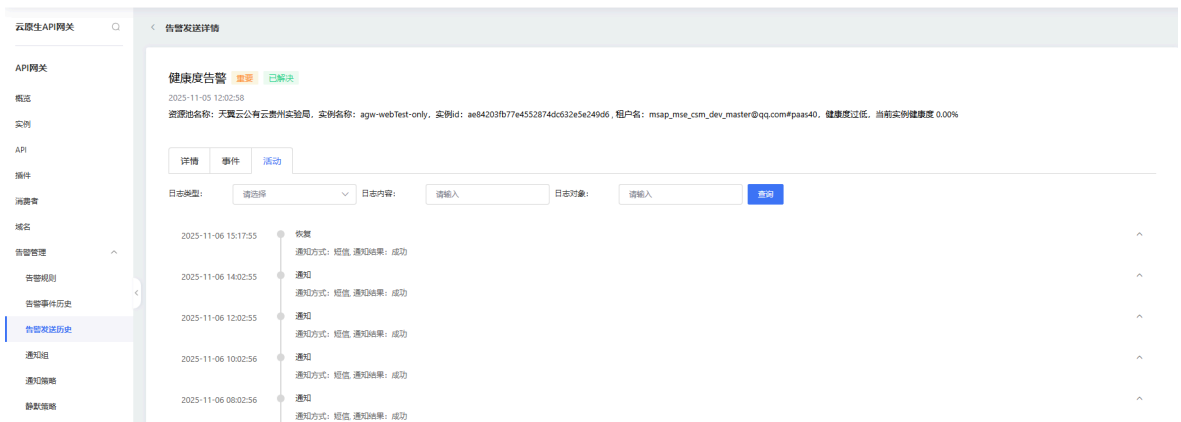 云原生API网关
API网关
概览
实例
API
插件
消费者
域名
告警管理
告警规则
告警事件历史
告警发送历史
通知组
通知策略
静默策略
告警发送详情
健康度告警 重要 已解决
2025-11-05 12:02:58
资源池名称：天翼云公有云贵州实验局，实例名称：agw-webTest-only，实例id：ae84203fb77e4552874dc632e5e249d6 , 租户名：msap_mse_csm_dev_master@qq.com#paas40，健康度过低，当前实例健康度 0.00%
详情 事件 活动
日志类型： 请选择 日志内容： 请输入 日志对象： 请输入 查询
2025-11-06 15:17:55 恢复
通知方式：短信, 通知结果：成功
2025-11-06 14:02:55 通知
通知方式：短信, 通知结果：成功
2025-11-06 12:02:55 通知
通知方式：短信, 通知结果：成功
2025-11-06 10:02:56 通知
通知方式：短信, 通知结果：成功
2025-11-06 08:02:56 通知
通知方式：短信, 通知结果：成功